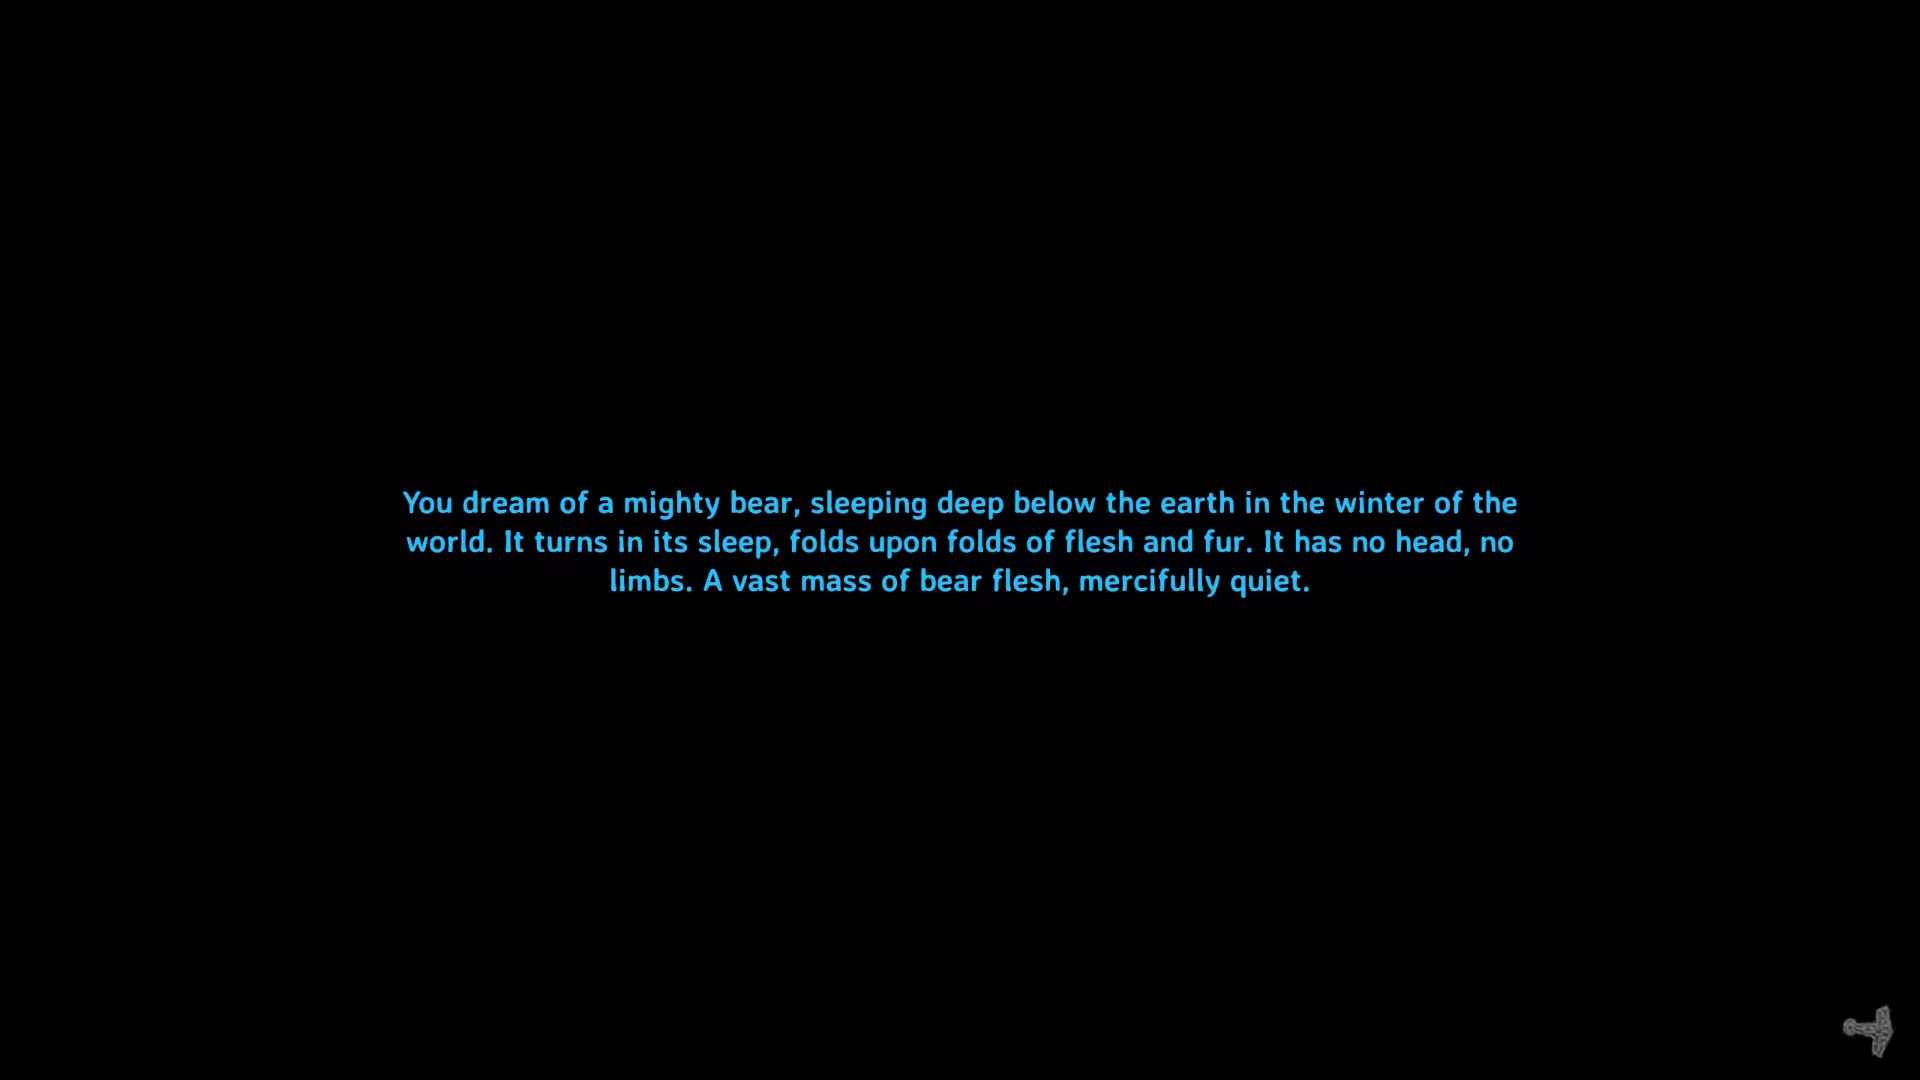 You dream of a mighty bear, sleeping deep below the earth in the winter of the
world. It turns in its sleep, folds upon folds of flesh and fur. It has no head, no
limbs. A vast mass of bear flesh, mercifully quiet.